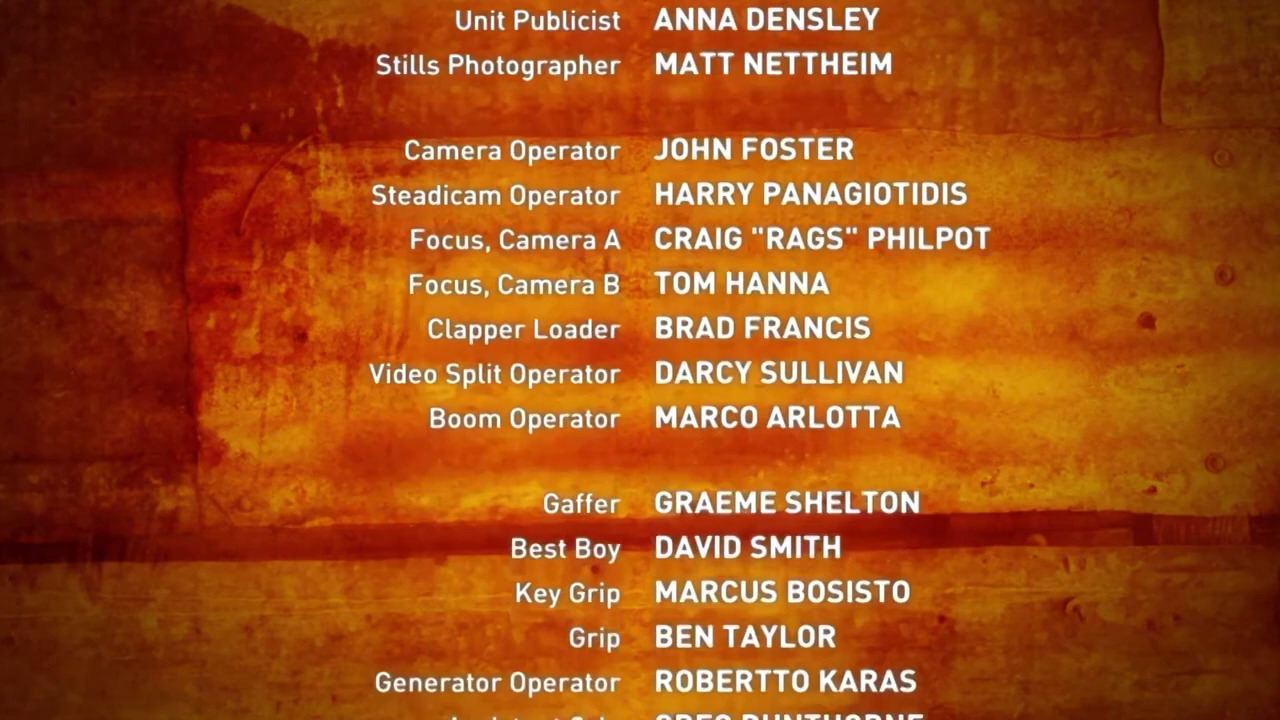 Unit Publicist ANNA DENSLEY
Stills Photographer MATT NETTHEIM
Camera Operator JOHN FOSTER
Steadicam Operator HARRY PANAGIOTIDIS
Focus, Camera A CRAIG "RAGS" PHILPOT
Focus, Camera B TOM HANNA
Clapper Loader BRAD FRANCIS
Video Split Operator DARCY SULLIVAN
Boom Operator MARCO ARLOTTA
Gaffer GRAEME SHELTON
Best Boy DAVID SMITH
Key Grip MARCUS BOSISTO
Grip BEN TAYLOR
Generator Operator ROBERTTO KARAS